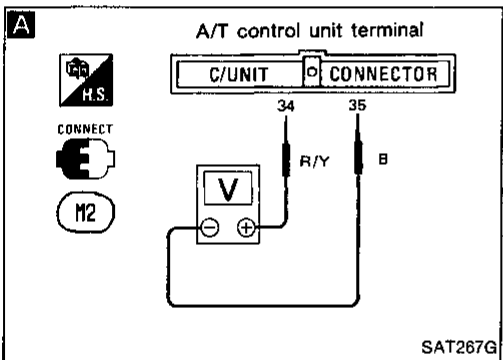 A
A/T control unit terminal
C/UNIT CONNECTOR
H.S.
34 35
CONNECT
R/Y B
V
M2
SAT267G